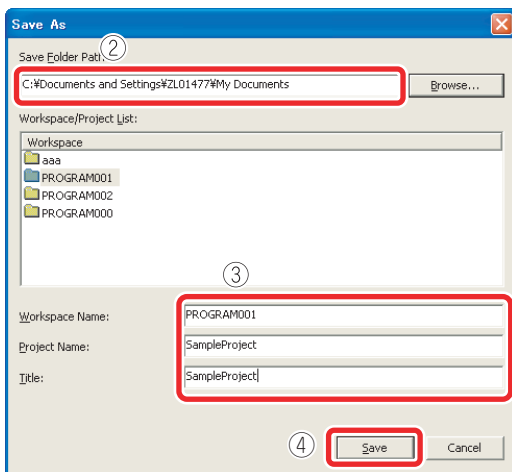 Save As
②
Save Folder Path:
C:¥Documents and Settings¥ZL01477¥My Documents
Browse...
Workspace/Project List:
Workspace
aaa
PROGRAM001
PROGRAM002
PROGRAM000
③
Workspace Name:
PROGRAM001
Project Name:
SampleProject
Title:
SampleProject
④
Save
Cancel